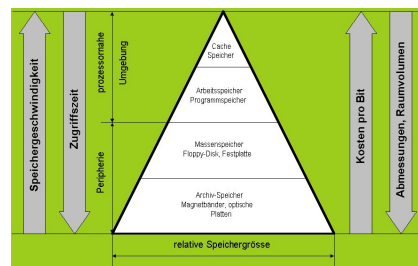 Speichergeschwindigkeit
Zugriffszeit
prozessornahe
Umgebung
Peripherie
Cache
Speicher
Arbeitsspeicher
Programmspeicher
Massenspeicher
Floppy-Disk, Festplatte
Archiv-Speicher
Magnetbänder, optische
Platten
Kosten pro Bit
Abmessungen, Raumvolumen
relative Speichergrösse